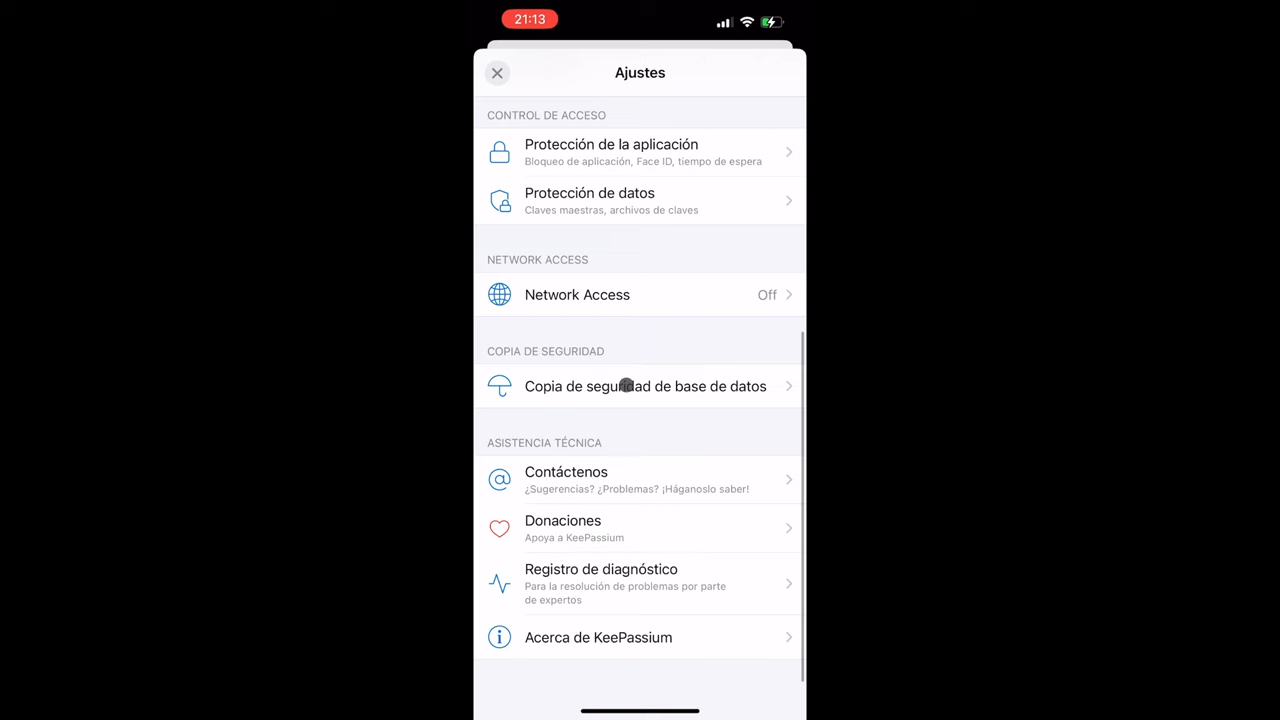 21:13
Ajustes
CONTROL DE ACCESO
Protección de la aplicación
Bloqueo de aplicación, Face ID, tiempo de espera
Protección de datos
Claves maestras, archivos de claves
NETWORK ACCESS
Network Access Off
COPIA DE SEGURIDAD
Copia de seguridad de base de datos
ASISTENCIA TÉCNICA
Contáctenos
¿Sugerencias? ¿Problemas? ¡Háganoslo saber!
Donaciones
Apoya a KeePassium
Registro de diagnóstico
Para la resolución de problemas por parte
de expertos
Acerca de KeePassium